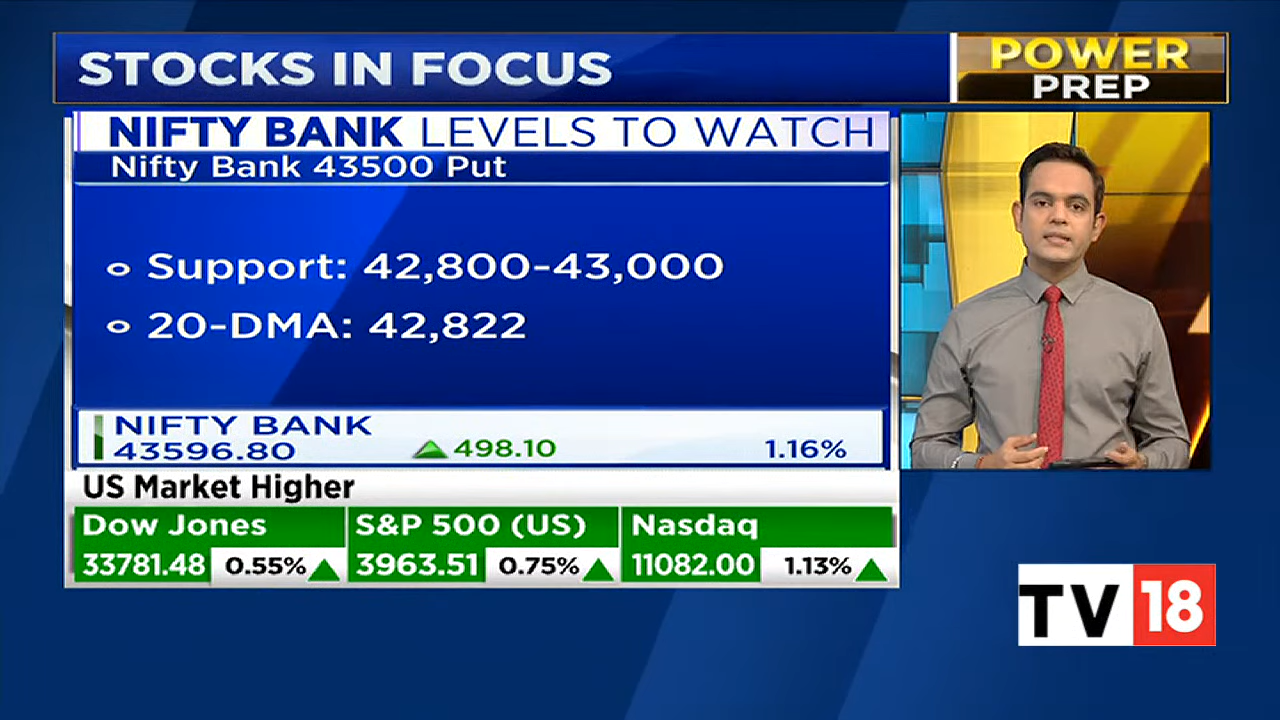 STOCKS IN FOCUS
POWER
PREP
NIFTY BANK LEVELS TO WATCH
Nifty Bank 43500 Put
Support: 42,800-43,000
20-DMA: 42,822
NIFTY BANK
43596.80 498.10 1.16%
US Market Higher
Dow Jones S&P 500 (US) Nasdaq
33781.48 0.55% 3963.51 0.75% 11082.00 1.13%
TV 18